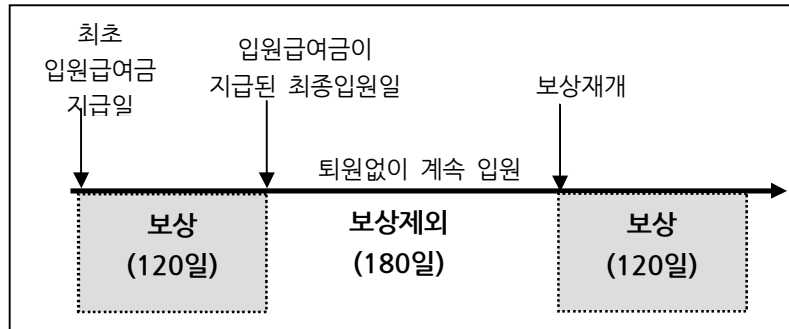 최초
입원급여금
지급일
입원급여금이
지급된 최종입원일
보상재개
퇴원없이 계속 입원
보상
(120일)
보상제외
(180일)
보상
(120일)